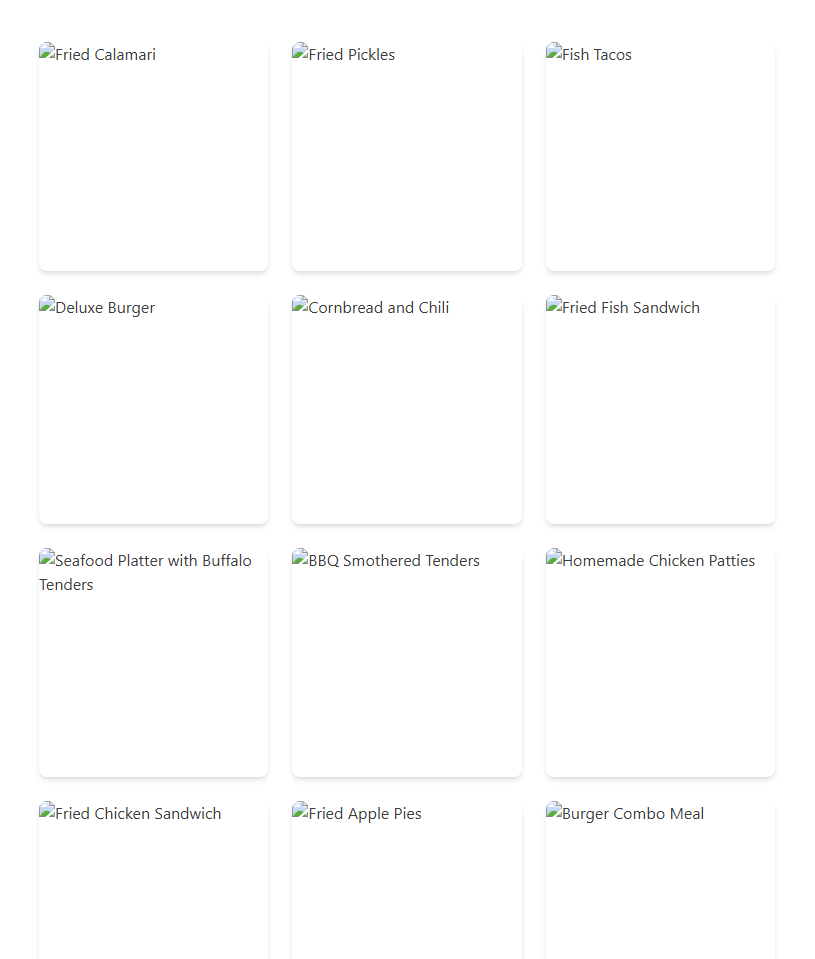 Fried Calamari
Fried Pickles
Fish Tacos
Deluxe Burger
Cornbread and Chili
Fried Fish Sandwich
Seafood Platter with Buffalo
Tenders
BBQ Smothered Tenders
Homemade Chicken Patties
Fried Chicken Sandwich
Fried Apple Pies
Burger Combo Meal